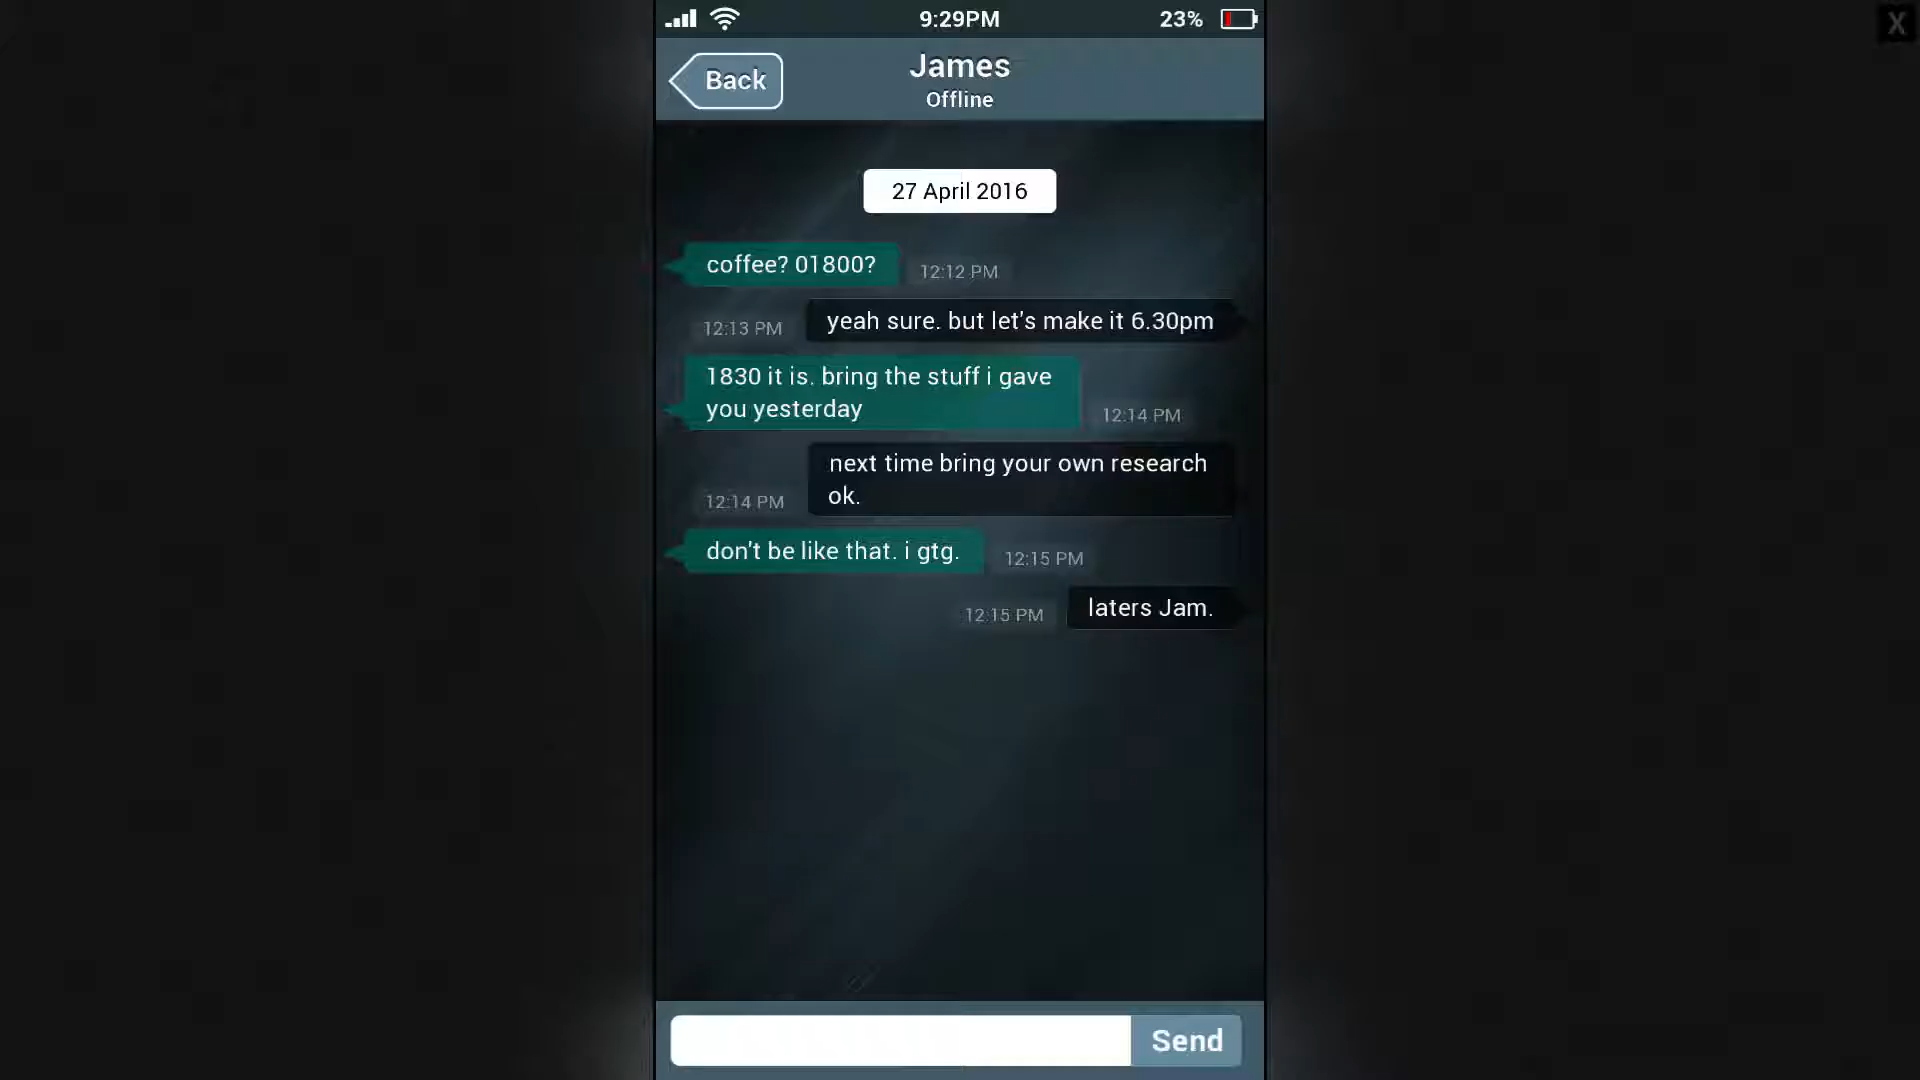 9:29PM
23%
X
Back
James
Offline
27 April 2016
coffee? 01800?
12:12 PM
12:13 PM
yeah sure. but let's make it 6.30pm
1830 it is. bring the stuff i gave
you yesterday
12:14 PM
next time bring your own research
ok.
12:14 PM
don't be like that. i gtg.
12:15 PM
12:15 PM
laters Jam.
Send